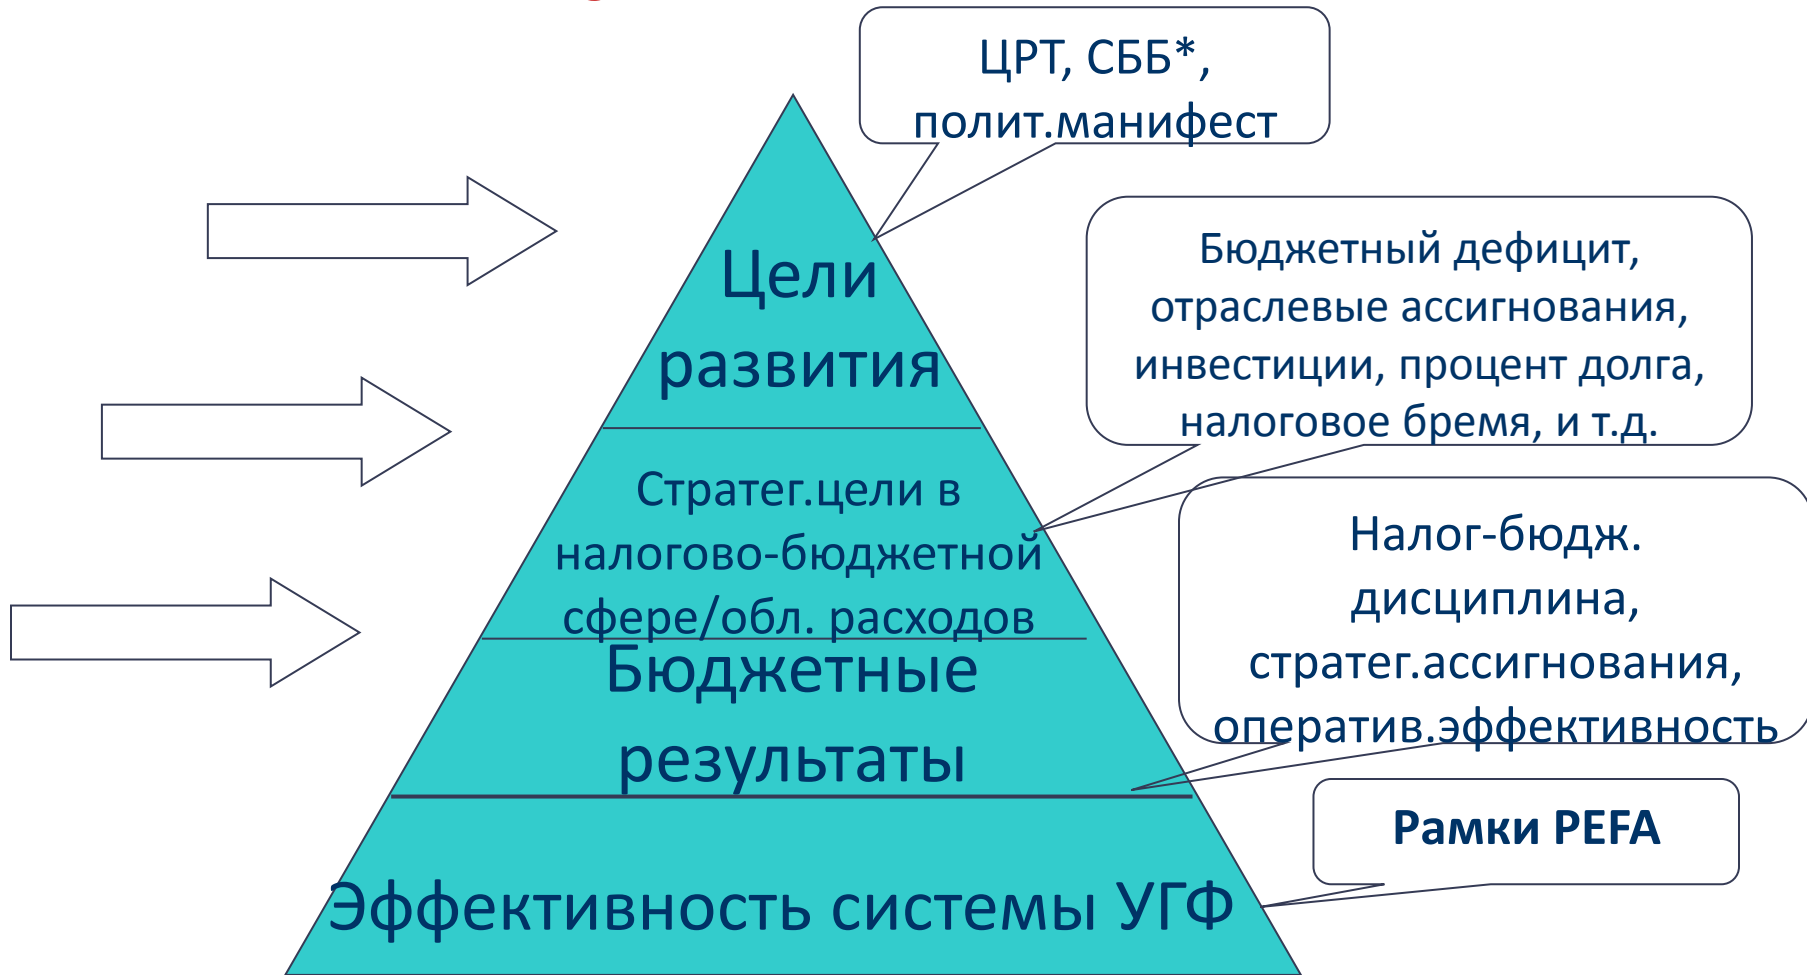 ЦРТ, СББ*,
полит.манифест
Цели
развития
Бюджетный дефицит,
отраслевые ассигнования,
инвестиции, процент долга,
налоговое бремя, и т.д.
Стратег.цели в
налогово-бюджетной
сфере/обл. расходов
Налог-бюдж.
дисциплина,
стратег.ассигнования,
оператив.эффективность
Бюджетные
результаты
Рамки PEFA
Эффективность системы УГФ